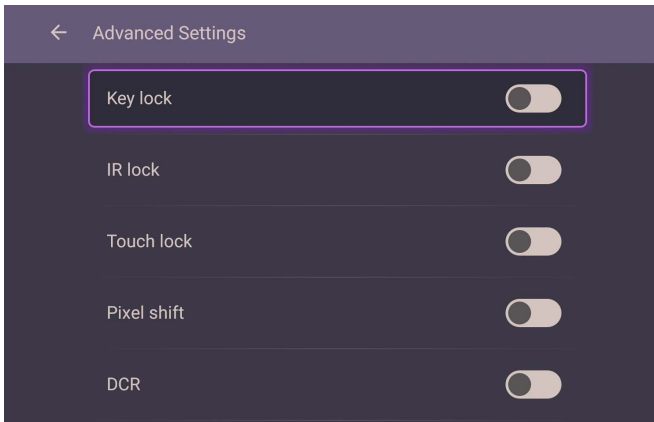 Advanced Settings
Key lock
IR lock
Touch lock
Pixel shift
DCR